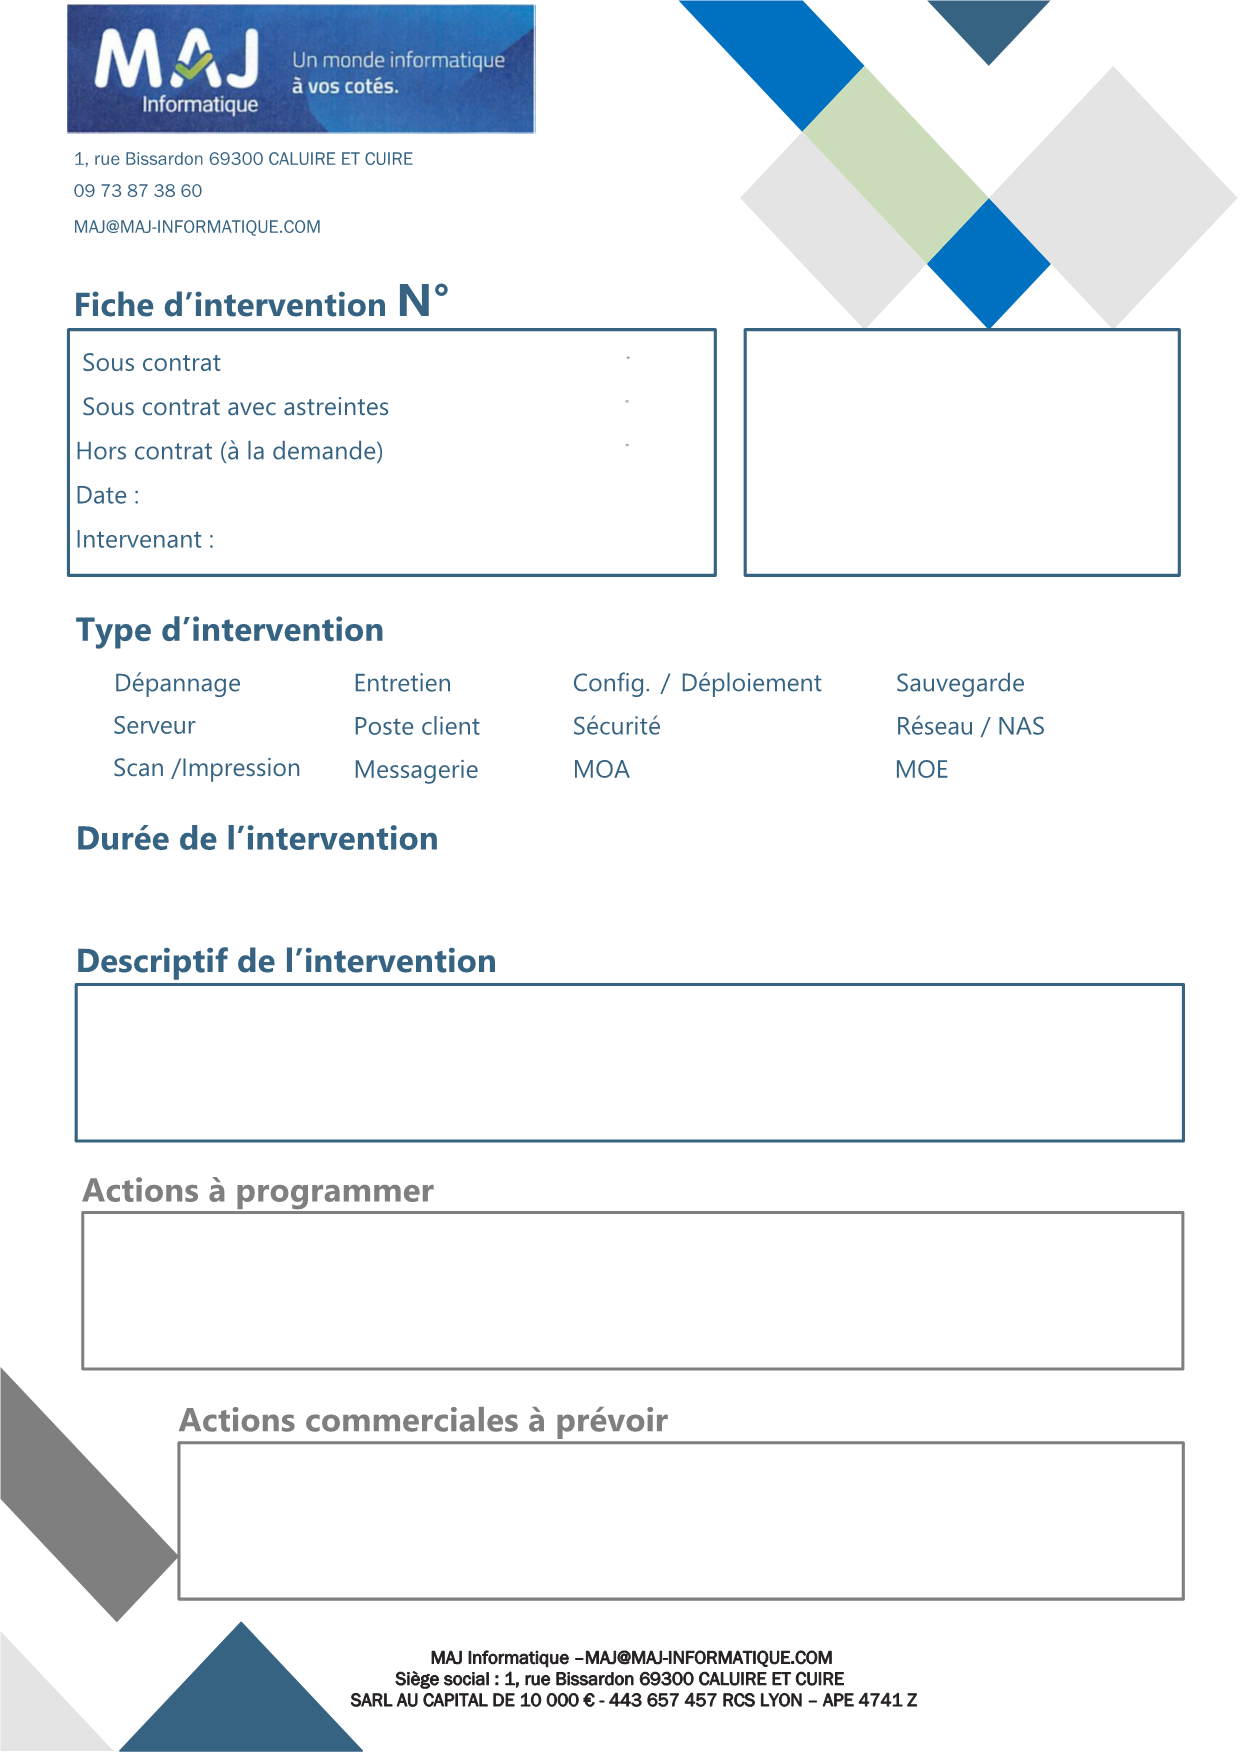 MAJ
Informatique
Un monde informatique
à vos cotés.
1, rue Bissardon 69300 CALUIRE ET CUIRE
09 73 87 38 60
MAJ@MAJ-INFORMATIQUE.COM
Fiche d’intervention N°
Sous contrat
Sous contrat avec astreintes
Hors contrat (à la demande)
Date :
Intervenant :
Type d’intervention
Dépannage Entretien Config. / Déploiement Sauvegarde
Serveur Poste client Sécurité Réseau / NAS
Scan /Impression Messagerie MOA MOE
Durée de l’intervention
Descriptif de l’intervention
Actions à programmer
Actions commerciales à prévoir
MAJ Informatique –MAJ@MAJ-INFORMATIQUE.COM
Siège social : 1, rue Bissardon 69300 CALUIRE ET CUIRE
SARL AU CAPITAL DE 10 000 € - 443 657 457 RCS LYON – APE 4741 Z